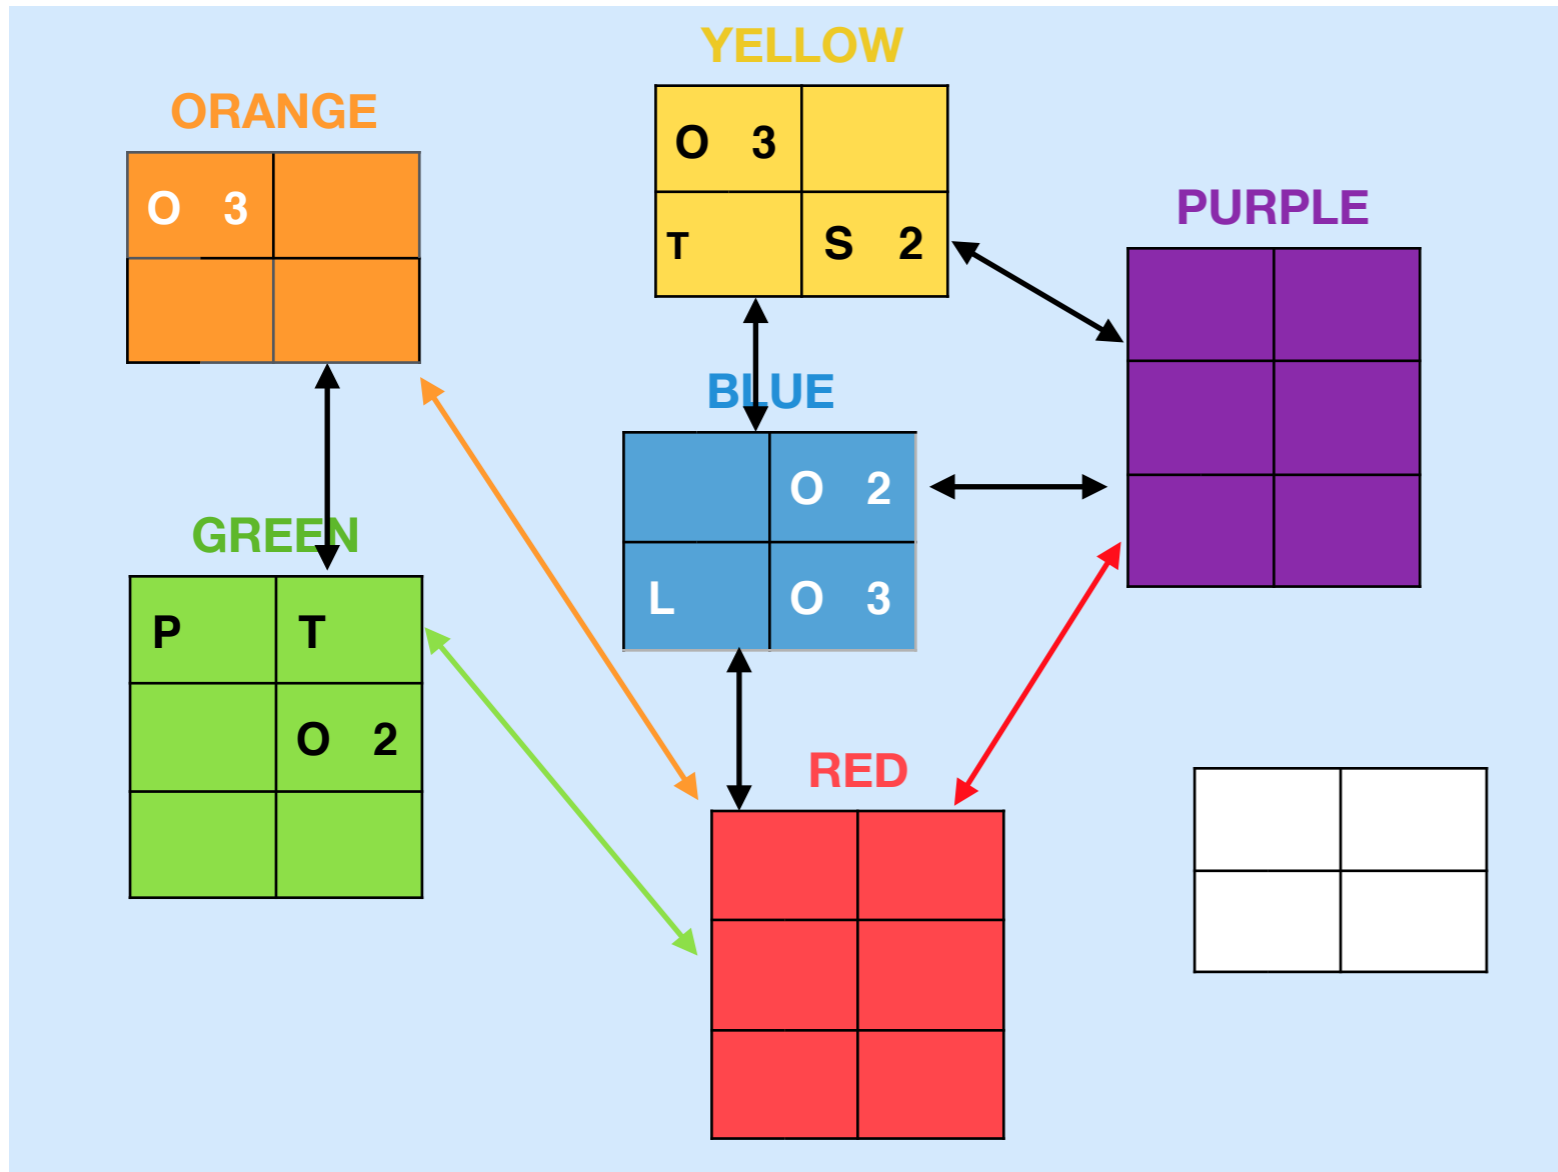 YELLOW
ORANGE
O 3
T S 2
PURPLE
O 3
BLUE
O 2
L O 3
GREEN
P T
O 2
RED